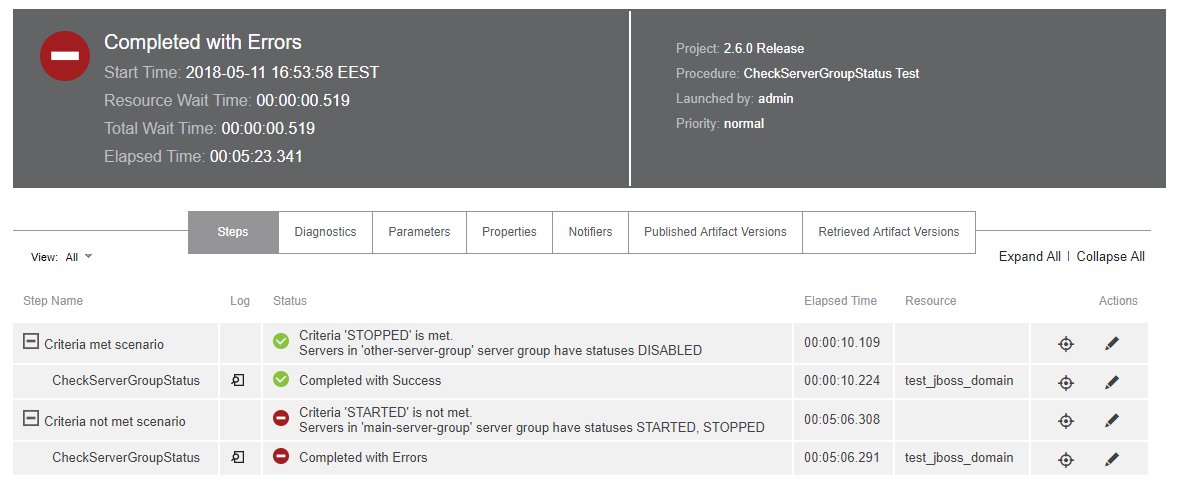 Completed with Errors
Start Time: 2018-05-11 16:53:58 EEST
Resource Wait Time: 00:00:00.519
Total Wait Time: 00:00:00.519
Elapsed Time: 00:05:23.341
Project: 2.6.0 Release
Procedure: CheckServerGroupStatus Test
Launched by: admin
Priority: normal
Steps Diagnostics Parameters Properties Notifiers Published Artifact Versions Retrieved Artifact Versions
View: All Expand All | Collapse All
Step Name Log Status Elapsed Time Resource Actions
Criteria met scenario
Criteria 'STOPPED' is met.
Servers in 'other-server-group' server group have statuses DISABLED
00:00:10.109
CheckServerGroupStatus Completed with Success 00:00:10.224 test_jboss_domain
Criteria not met scenario
Criteria 'STARTED' is not met.
Servers in 'main-server-group' server group have statuses STARTED, STOPPED
00:05:06.308
CheckServerGroupStatus Completed with Errors 00:05:06.291 test_jboss_domain